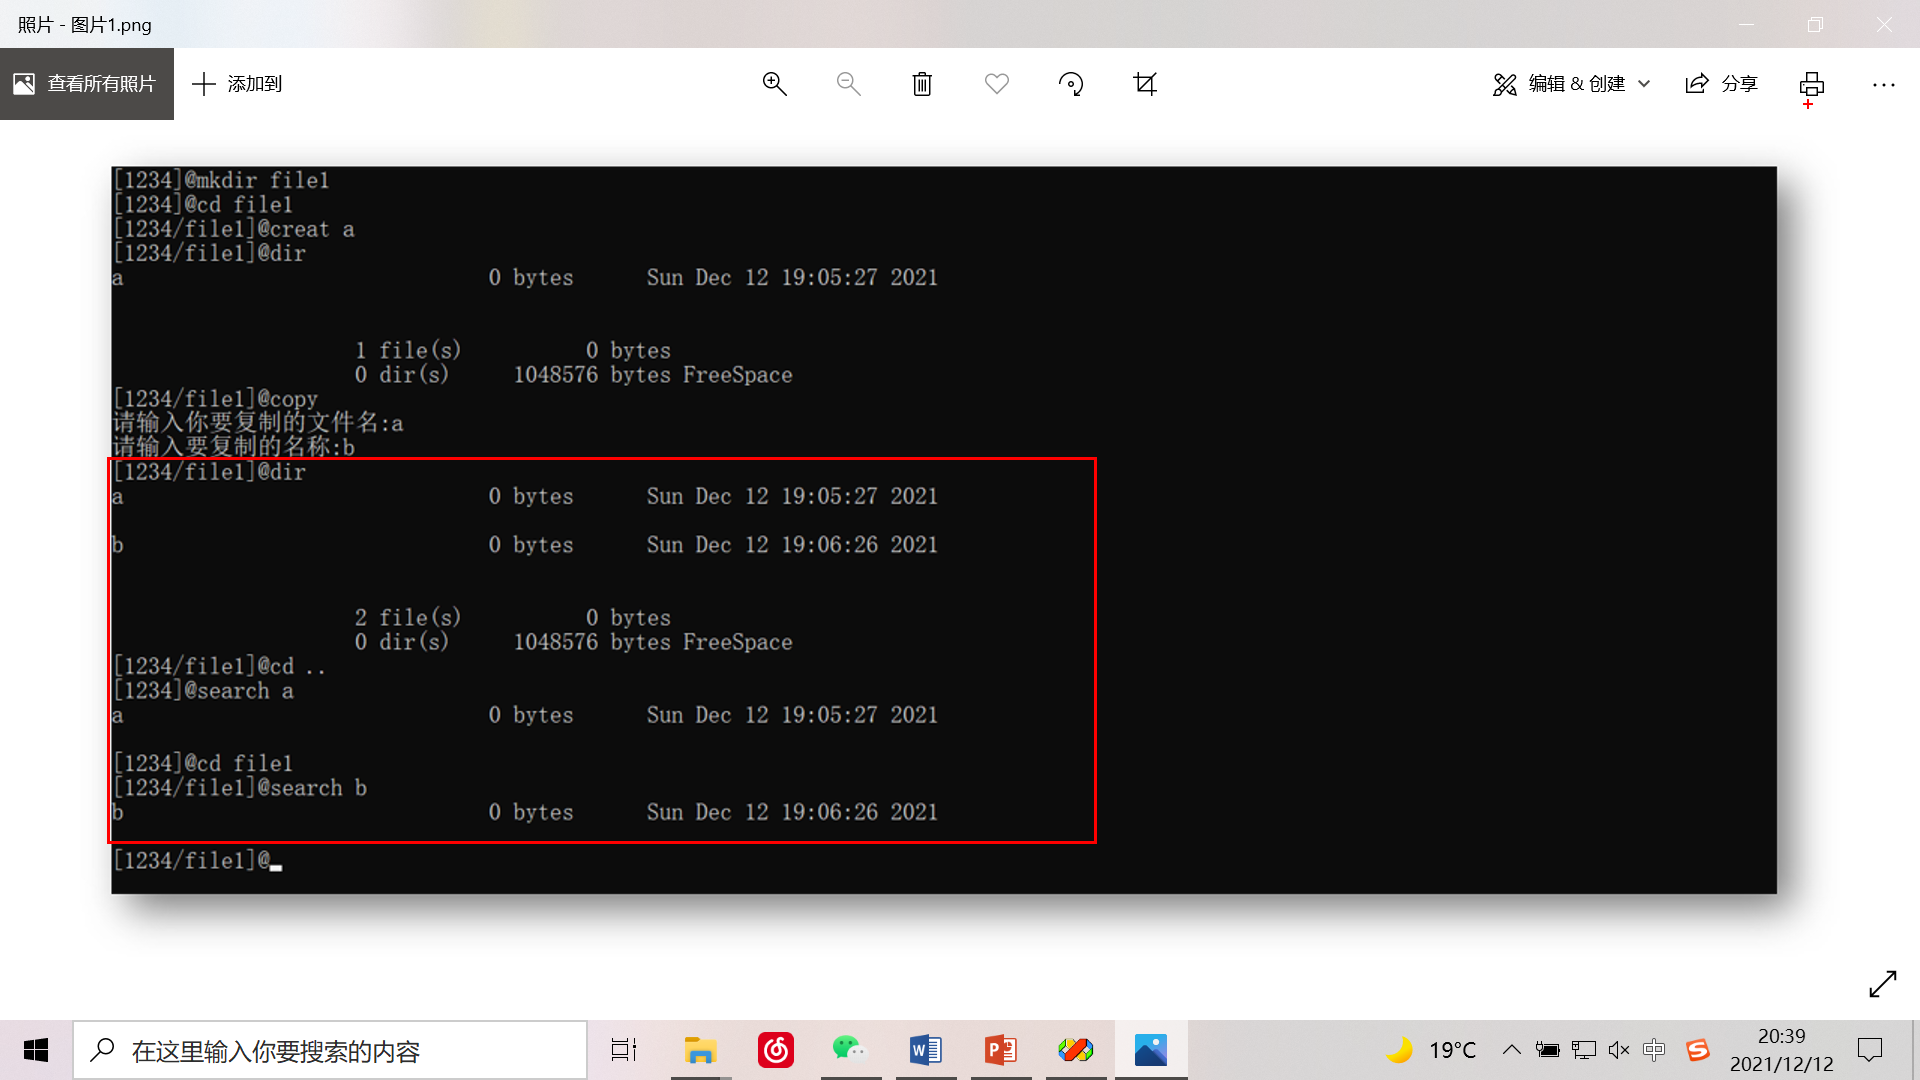 照片 - 图片1.png
查看所有照片 添加到 编辑 & 创建 分享
[1234]@mkdir file1
[1234]@cd file1
[1234/file1]@creat a
[1234/file1]@dir
a 0 bytes Sun Dec 12 19:05:27 2021
1 file(s) 0 bytes
0 dir(s) 1048576 bytes FreeSpace
[1234/file1]@copy
请输入你要复制的文件名:a
请输入要复制的名称:b
[1234/file1]@dir
a 0 bytes Sun Dec 12 19:05:27 2021
b 0 bytes Sun Dec 12 19:06:26 2021
2 file(s) 0 bytes
0 dir(s) 1048576 bytes FreeSpace
[1234/file1]@cd ..
[1234]@search a
a 0 bytes Sun Dec 12 19:05:27 2021
[1234]@cd file1
[1234/file1]@search b
b 0 bytes Sun Dec 12 19:06:26 2021
[1234/file1]@_
在这里输入你要搜索的内容 19°C 中 20:39
2021/12/12